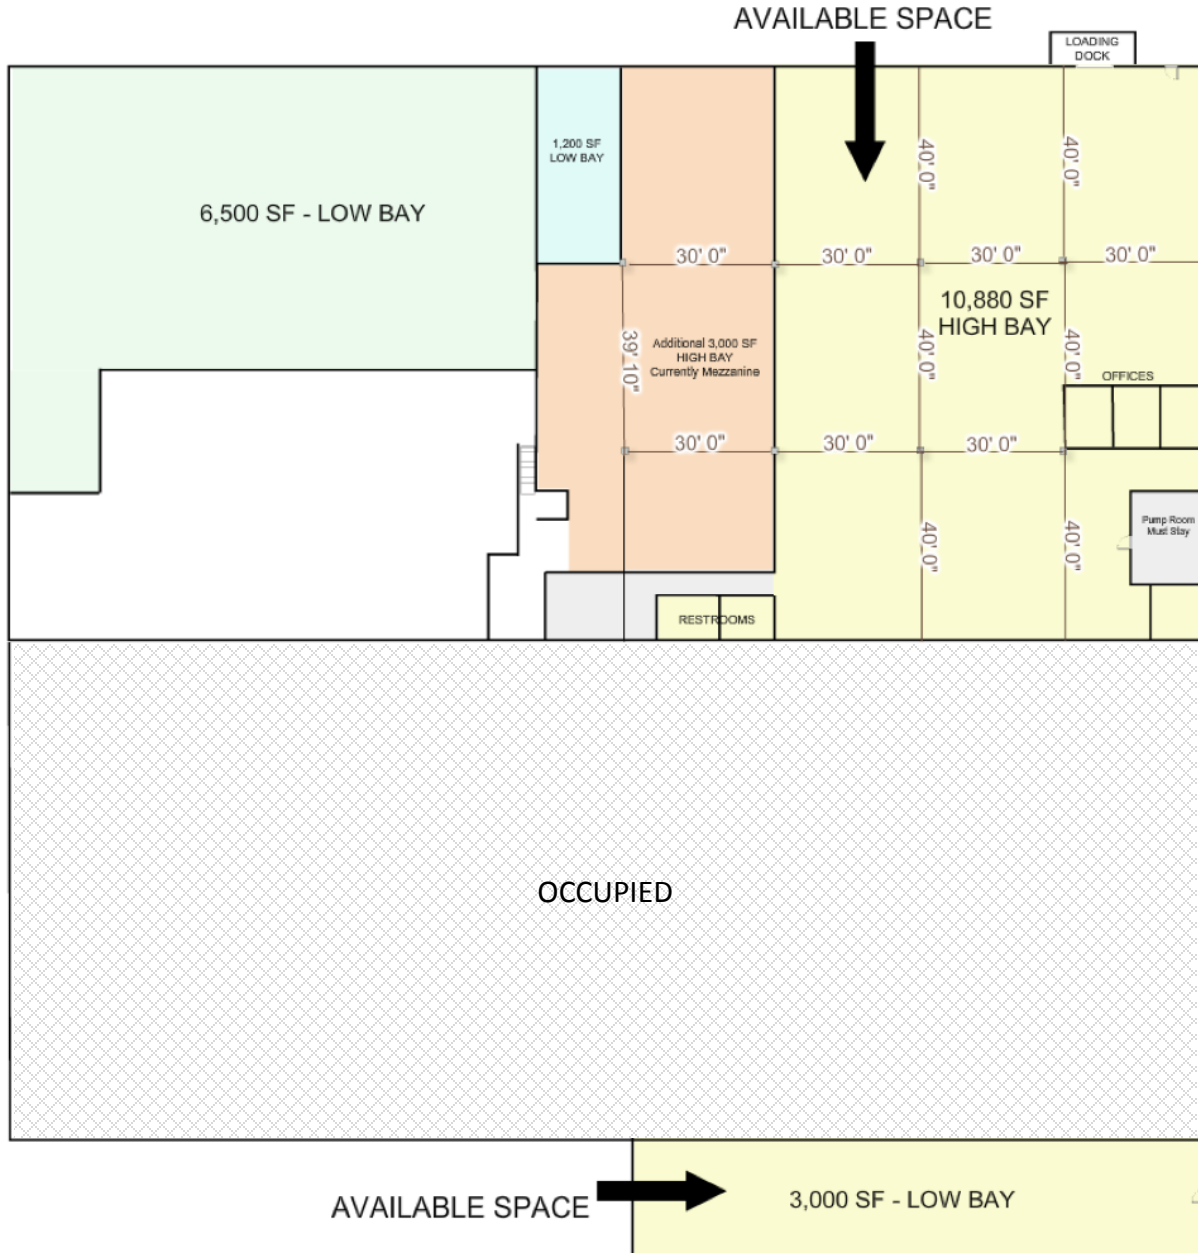 AVAILABLE SPACE
LOADING
DOCK
1,200 SF
LOW BAY
40' 0"
40' 0"
6,500 SF - LOW BAY
30' 0"
30' 0"
30' 0"
30' 0"
10,880 SF
HIGH BAY
39' 10"
Additional 3,000 SF
HIGH BAY
Currently Mezzanine
40' 0"
40' 0"
OFFICES
30' 0"
30' 0"
30' 0"
Pump Room
Must Stay
40' 0"
40' 0"
RESTROOMS
OCCUPIED
AVAILABLE SPACE
3,000 SF - LOW BAY